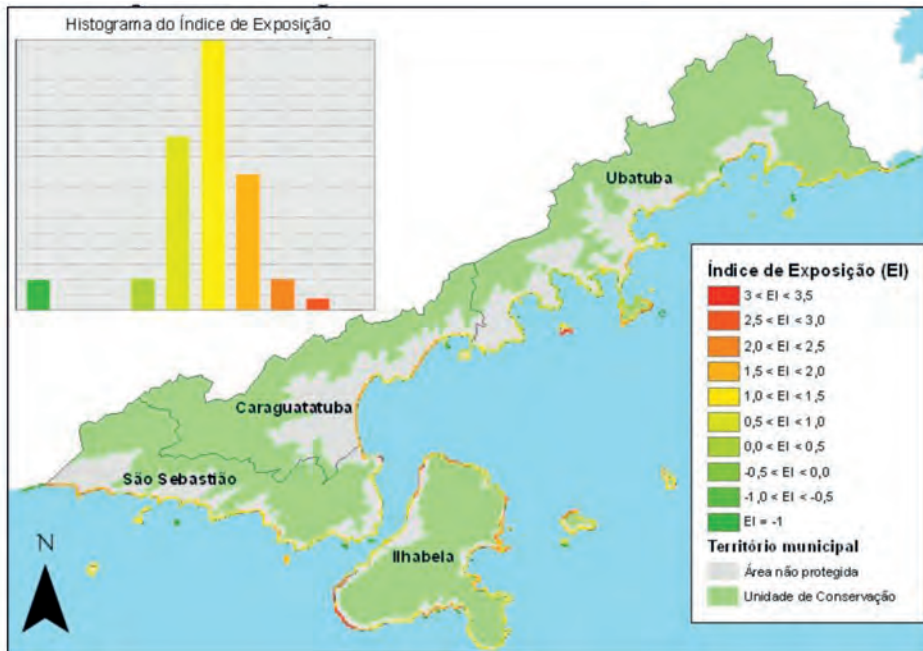 Histograma do Índice de Exposição
Ubatuba
Caraguatatuba
São Sebastião
Ilhabela
N
Índice de Exposição (EI)
3 < EI < 3,5
2,5 < EI < 3,0
2,0 < EI < 2,5
1,5 < EI < 2,0
1,0 < EI < 1,5
0,5 < EI < 1,0
0,0 < EI < 0,5
-0,5 < EI < 0,0
-1,0 < EI < -0,5
EI = -1
Território municipal
Área não protegida
Unidade de Conservação